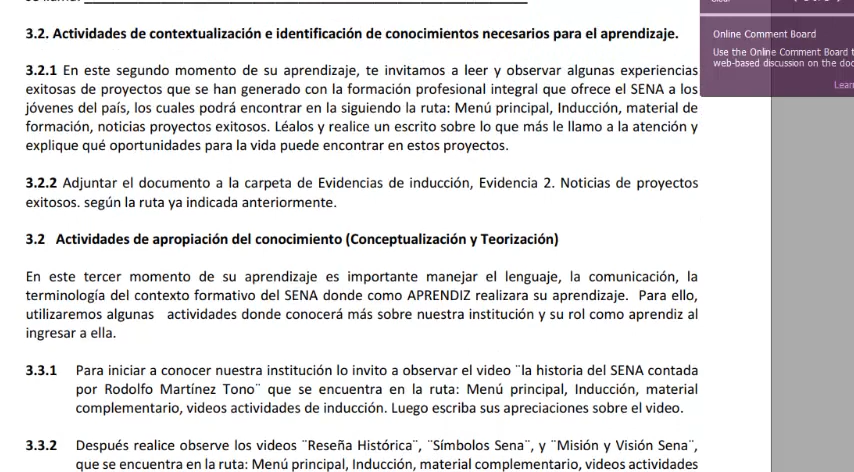 3.2. Actividades de contextualización e identificación de conocimientos necesarios para el aprendizaje.
Online Comment Board
Use the Online Comment Board t
web-based discussion on the doc
Lear
3.2.1 En este segundo momento de su aprendizaje, te invitamos a leer y observar algunas experiencias
exitosas de proyectos que se han generado con la formación profesional integral que ofrece el SENA a los
jóvenes del país, los cuales podrá encontrar en la siguiendo la ruta: Menú principal, Inducción, material de
formación, noticias proyectos exitosos. Léalos y realice un escrito sobre lo que más le llamo a la atención y
explique qué oportunidades para la vida puede encontrar en estos proyectos.
3.2.2 Adjuntar el documento a la carpeta de Evidencias de inducción, Evidencia 2. Noticias de proyectos
exitosos. según la ruta ya indicada anteriormente.
3.2 Actividades de apropiación del conocimiento (Conceptualización y Teorización)
En este tercer momento de su aprendizaje es importante manejar el lenguaje, la comunicación, la
terminología del contexto formativo del SENA donde como APRENDIZ realizara su aprendizaje. Para ello,
utilizaremos algunas actividades donde conocerá más sobre nuestra institución y su rol como aprendiz al
ingresar a ella.
3.3.1 Para iniciar a conocer nuestra institución lo invito a observar el video ¨la historia del SENA contada
por Rodolfo Martínez Tono¨ que se encuentra en la ruta: Menú principal, Inducción, material
complementario, videos actividades de inducción. Luego escriba sus apreciaciones sobre el video.
3.3.2 Después realice observe los videos ¨Reseña Histórica¨, ¨Símbolos Sena¨, y ¨Misión y Visión Sena¨,
que se encuentra en la ruta: Menú principal, Inducción, material complementario, videos actividades